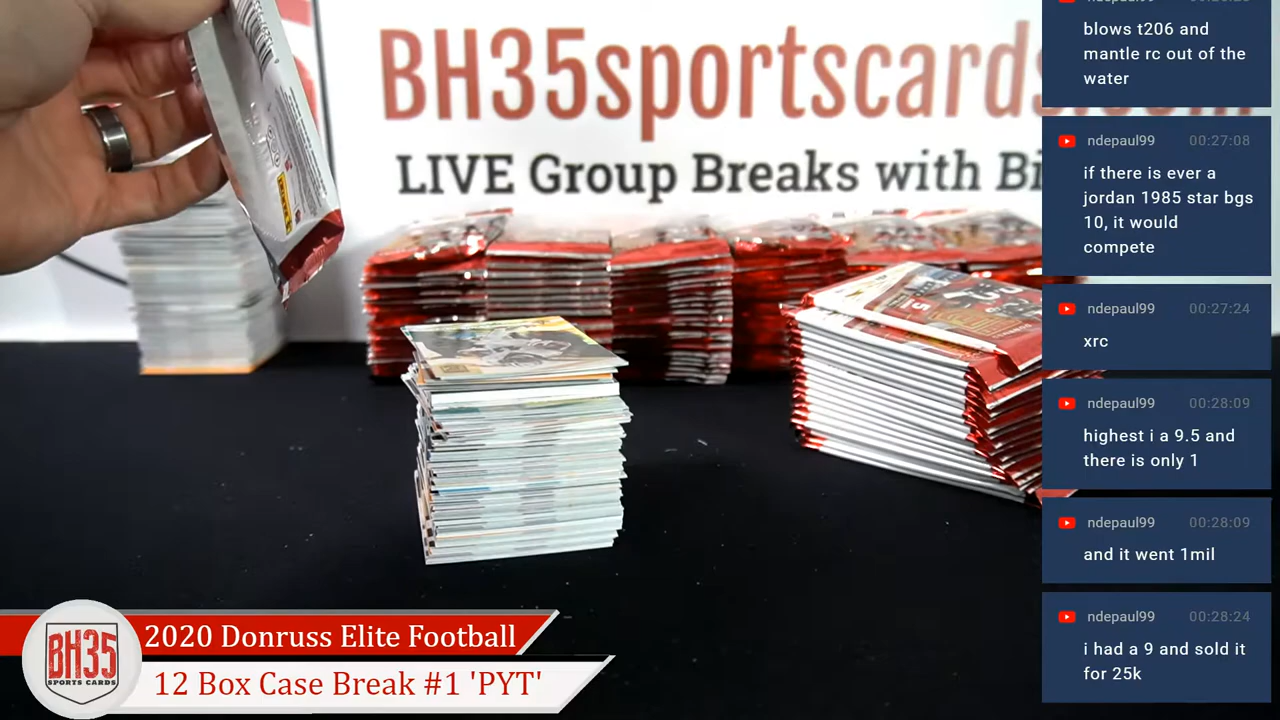 BH35sportscards.com
LIVE Group Breaks with Bi
blows t206 and
mantle rc out of the
water
ndepaul99 00:27:08
if there is ever a
jordan 1985 star bgs
10, it would
compete
ndepaul99 00:27:24
xrc
ndepaul99 00:28:09
highest i a 9.5 and
there is only 1
ndepaul99 00:28:09
and it went 1mil
ndepaul99 00:28:24
i had a 9 and sold it
for 25k
BH35
SPORTS CARDS
2020 Donruss Elite Football
12 Box Case Break #1 'PYT'